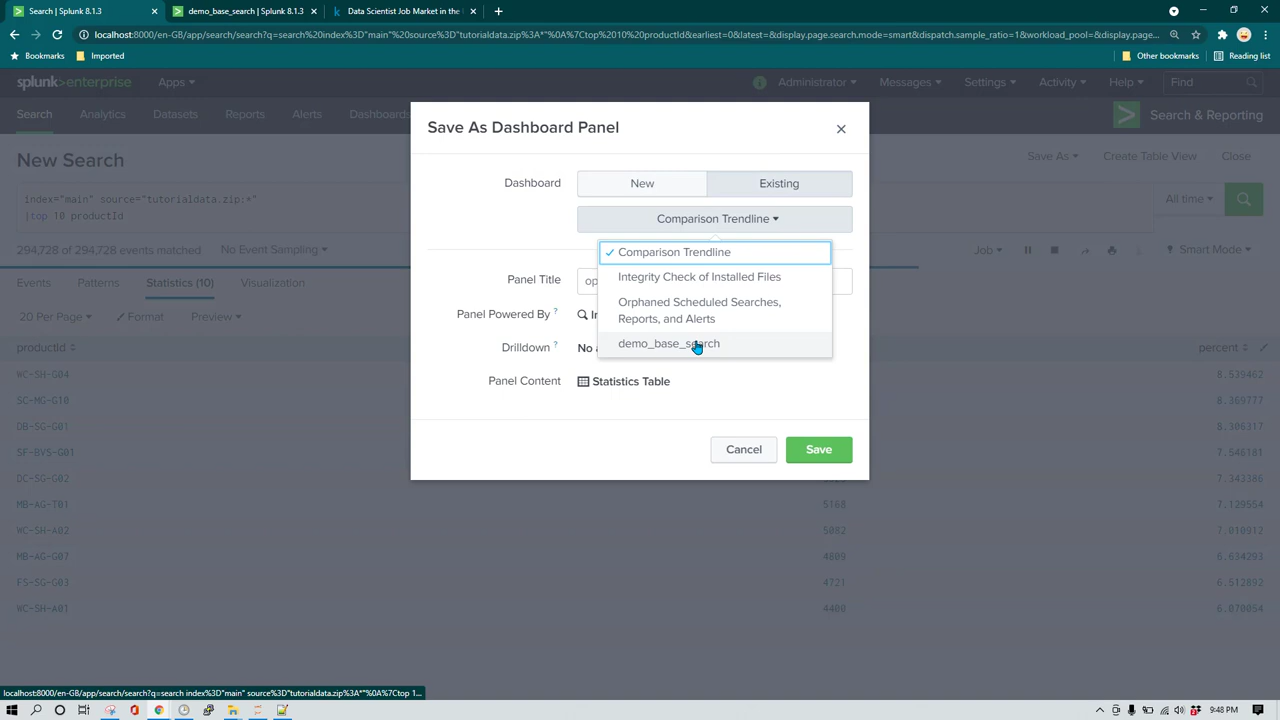 Search | Splunk 8.1.3
demo_base_search | Splunk 8.1.3
Data Scientist Job Market in the
localhost:8000/en-GB/app/search/search?q=search%20index%3D"main"%20source%3D"tutorialdata.zip%3A*"%0A%7Ctop%2010%20productId&earliest=0&latest=&display.page.search.mode=smart&dispatch.sample_ratio=1&workload_pool=&display.page...
Bookmarks
Imported
Other bookmarks
Reading list
splunk>enterprise
Apps
Administrator
Messages
Settings
Activity
Help
Find
Search
Analytics
Datasets
Reports
Alerts
Dashboard
Search & Reporting
New Search
Save As
Create Table View
Close
index="main" source="tutorialdata.zip:*"
|top 10 productId
All time
294,728 of 294,728 events matched
No Event Sampling
Job
Smart Mode
Events
Patterns
Statistics (10)
Visualization
20 Per Page
Format
Preview
productId
percent
WC-SH-G04
8.539462
SC-MG-G10
8.369777
DB-SG-G01
8.306317
SF-BVS-G01
7.546181
DC-SG-G02
7.343386
MB-AG-T01
5168
7.129554
WC-SH-A02
5082
7.010912
MB-AG-G07
4809
6.634293
FS-SG-G03
4721
6.512892
WC-SH-A01
4400
6.070054
Save As Dashboard Panel
Dashboard
New
Existing
Comparison Trendline
Comparison Trendline
Integrity Check of Installed Files
Orphaned Scheduled Searches,
Reports, and Alerts
demo_base_search
Panel Title
op
Panel Powered By ?
In
Drilldown ?
No a
Panel Content
Statistics Table
Cancel
Save
localhost:8000/en-GB/app/search/search?q=search index%3D"main" source%3D"tutorialdata.zip%3A*"%0A%7Ctop 1...
9:48 PM